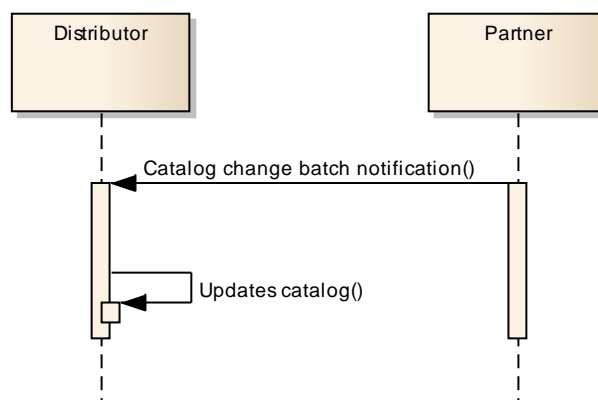 Distributor
Partner
Catalog change batch notification()
Updates catalog()